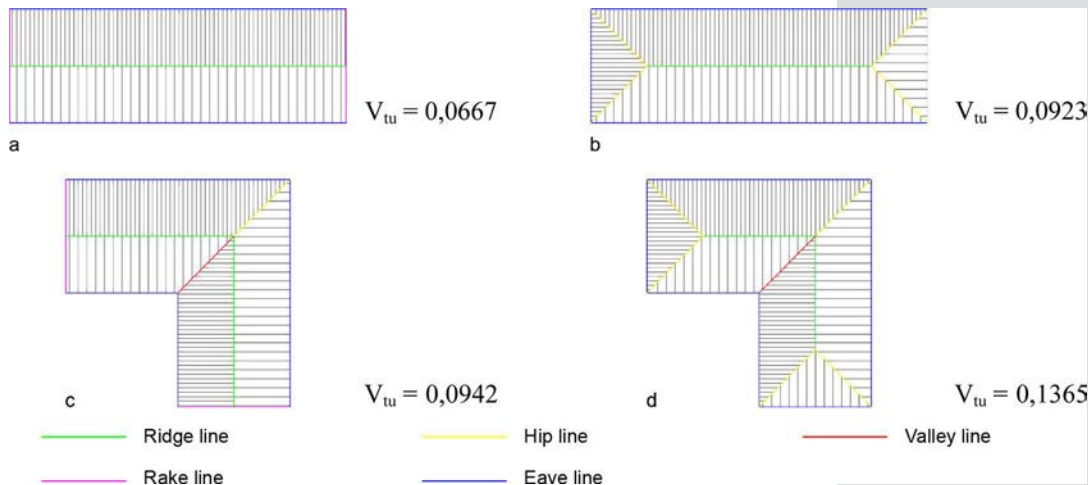 V_tu = 0,0667
V_tu = 0,0923
a
b
V_tu = 0,0942
V_tu = 0,1365
c
d
Ridge line
Hip line
Valley line
Rake line
Eave line